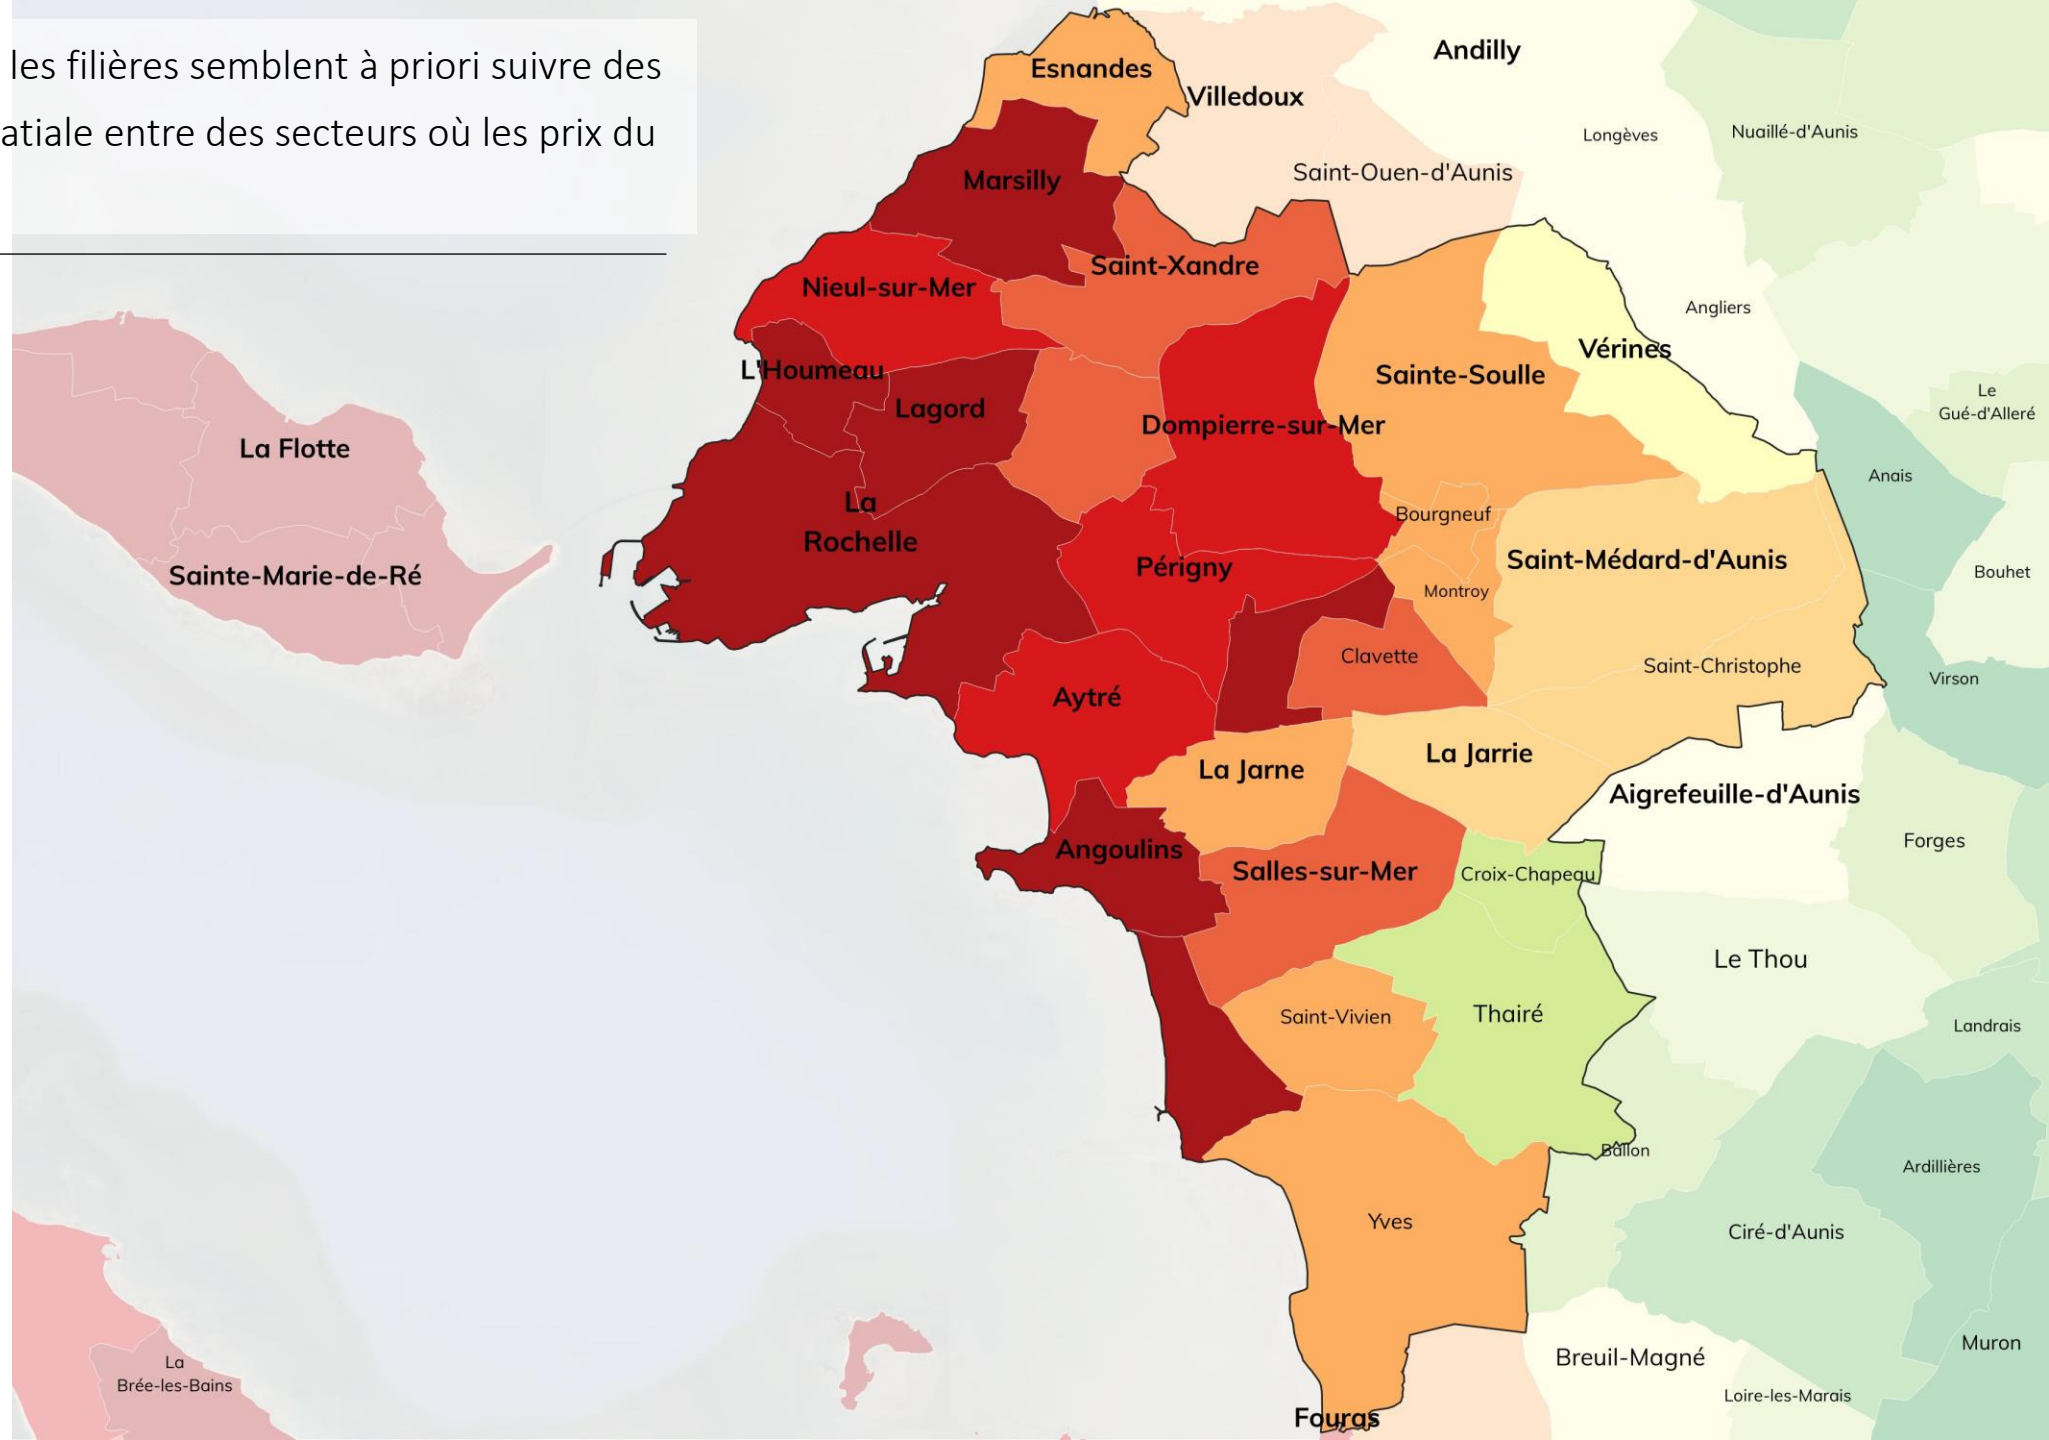 les filières semblent à priori suivre des
atiale entre des secteurs où les prix du
Esnandes
Andilly
Villedoux
Longèves
Nuaillé-d'Aunis
Saint-Ouen-d'Aunis
Marsilly
Saint-Xandre
Nieul-sur-Mer
Angliers
Vérines
L'Houmeau
Sainte-Soulle
Le
Gué-d'Alleré
Lagord
Dompierre-sur-Mer
La Flotte
Anais
La
Rochelle
Bourgneuf
Saint-Médard-d'Aunis
Périgny
Sainte-Marie-de-Ré
Bouhet
Montroy
Clavette
Saint-Christophe
Virson
Aytré
La Jarrie
La Jarne
Aigrefeuille-d'Aunis
Forges
Angoulins
Salles-sur-Mer
Croix-Chapeau
Le Thou
Saint-Vivien
Thairé
Landrais
Ballon
Ardillières
Yves
Ciré-d'Aunis
Muron
Breuil-Magné
La
Brée-les-Bains
Loire-les-Marais
Fouras